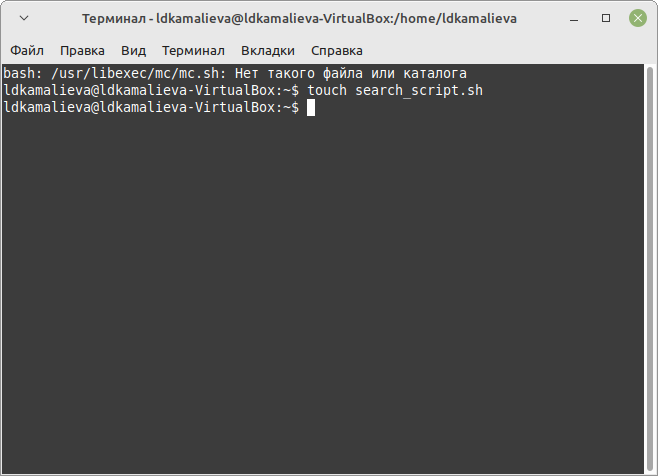 Терминал - ldkamalieva@ldkamalieva-VirtualBox:/home/ldkamalieva
Файл Правка Вид Терминал Вкладки Справка
bash: /usr/libexec/mc/mc.sh: Нет такого файла или каталога
ldkamalieva@ldkamalieva-VirtualBox:~$ touch search_script.sh
ldkamalieva@ldkamalieva-VirtualBox:~$